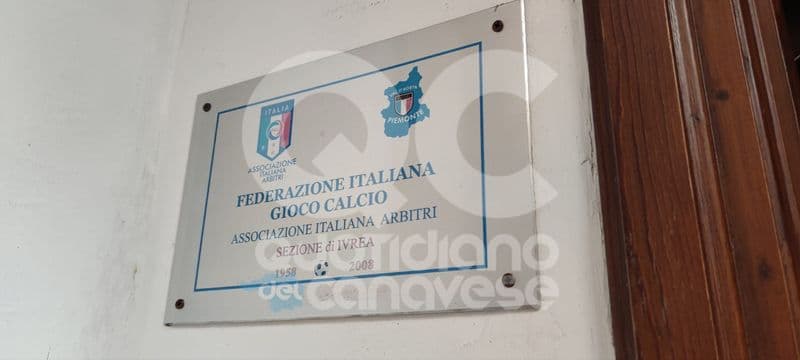 ITALIA
ASSOCIAZIONE
ITALIANA
ARBITRI
PIEMONTE
FEDERAZIONE ITALIANA
GIOCO CALCIO
ASSOCIAZIONE ITALIANA ARBITRI
SEZIONE di IVREA
1958 2008
QC
quotidiano
del canavese